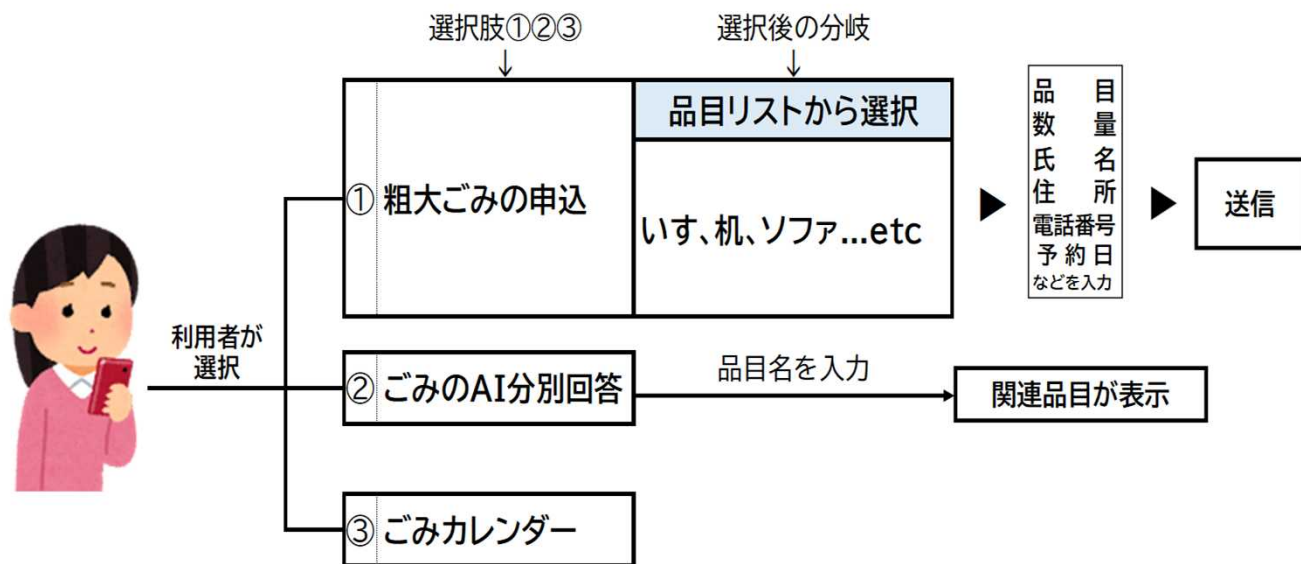 選択肢①②③
選択後の分岐
↓
↓
品目リストから選択
① 粗大ごみの申込
いす、机、ソファ...etc
品目
数量
氏名
住所
電話番号
予約日
などを入力
送信
利用者が
選択
② ごみのAI分別回答
品目名を入力
関連品目が表示
③ ごみカレンダー